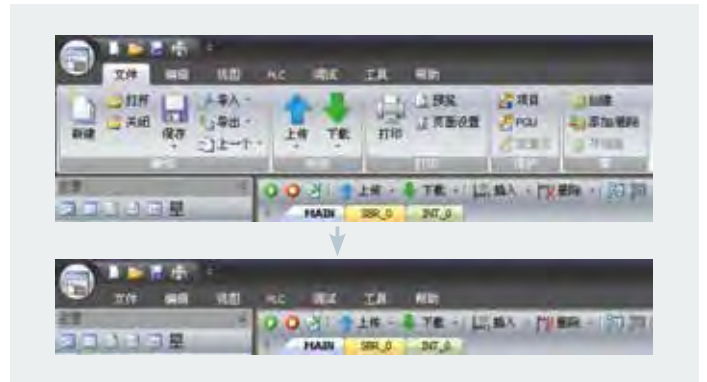 文件 编辑 视图 PLC 调试 工具 帮助
新建 打开 关闭 保存 导入 导出 上一个 上传 下载 打印 预览 页面设置 项目 POU 创建 添加/删除
上传 下载 插入 删除
MAIN SBR_0 INT_0
文件 编辑 视图 PLC 调试 工具 帮助
上传 下载 插入 删除
MAIN SBR_0 INT_0